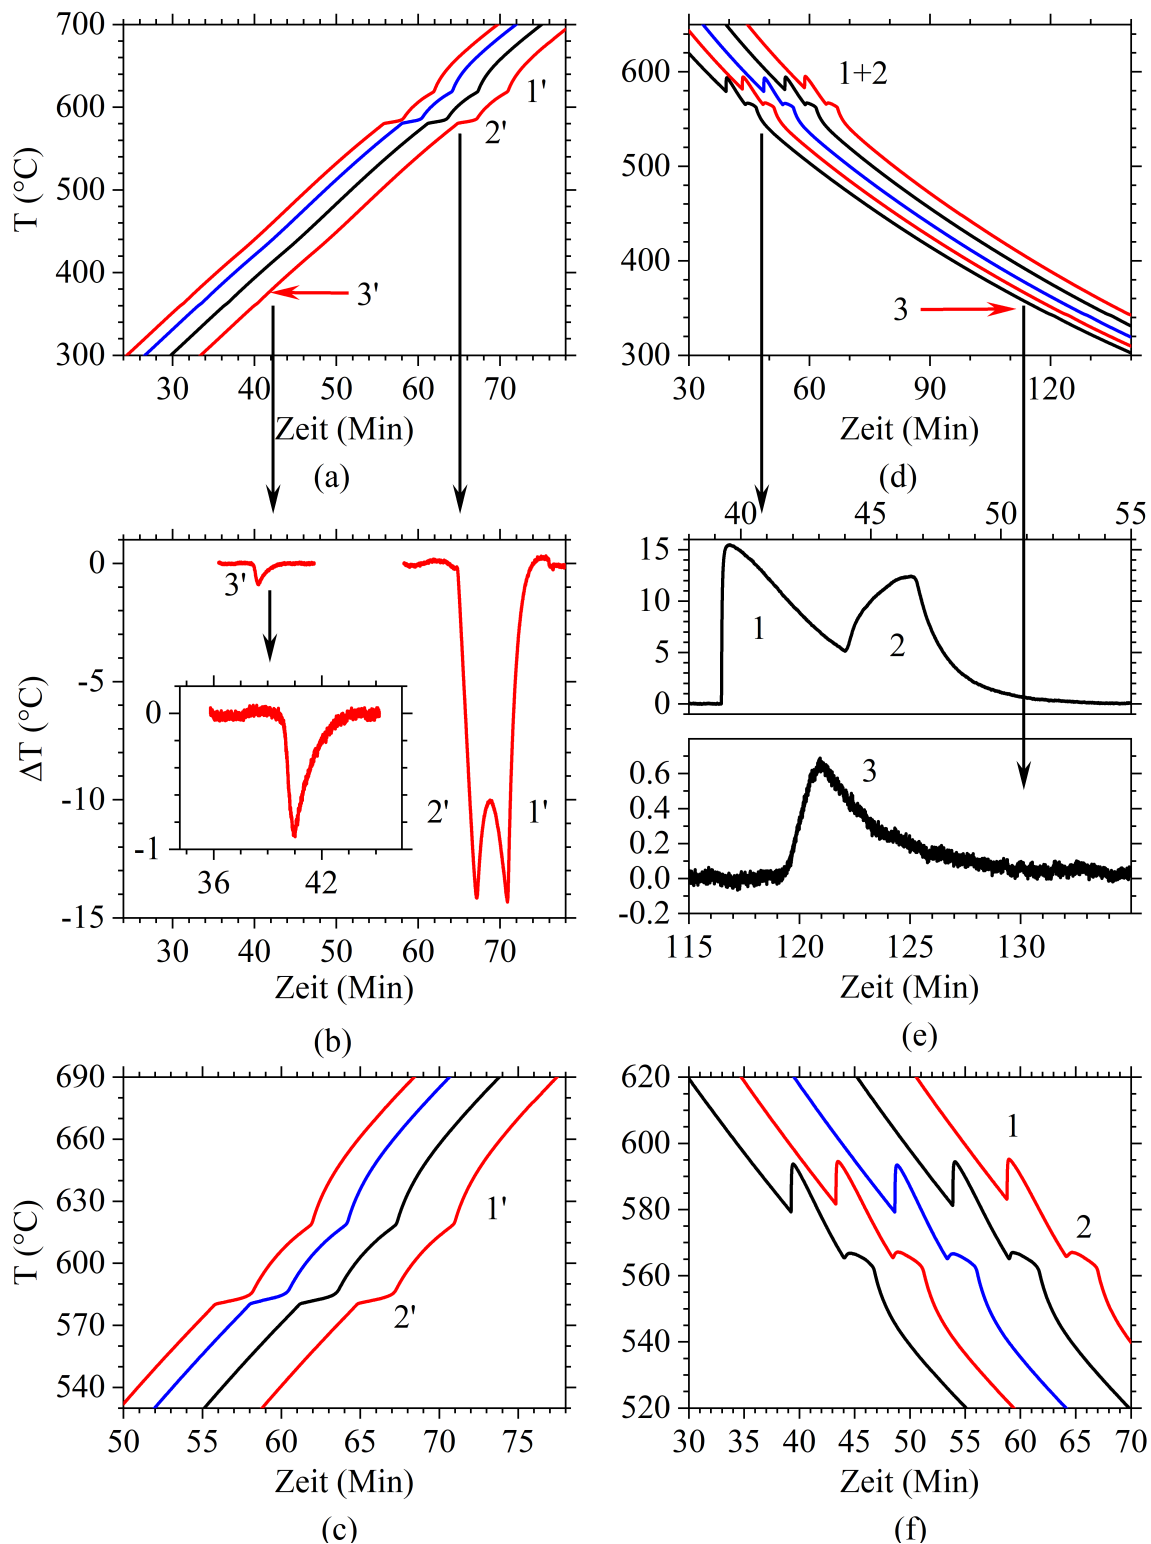 700
600
500
400
300
T (°C)
1'
2'
3'
30 40 50 60 70
Zeit (Min)
(a)
600
500
400
300
T (°C)
1+2
3
30 60 90 120
Zeit (Min)
(d)
0
-5
-10
-15
ΔT (°C)
3'
2'
1'
0
-1
36 42
30 40 50 60 70
Zeit (Min)
(b)
40 45 50 55
15
10
5
0
1
2
0.6
0.4
0.2
0.0
-0.2
3
115 120 125 130
Zeit (Min)
(e)
690
660
630
600
570
540
T (°C)
1'
2'
50 55 60 65 70 75
Zeit (Min)
(c)
620
600
580
560
540
520
1
2
30 35 40 45 50 55 60 65 70
Zeit (Min)
(f)